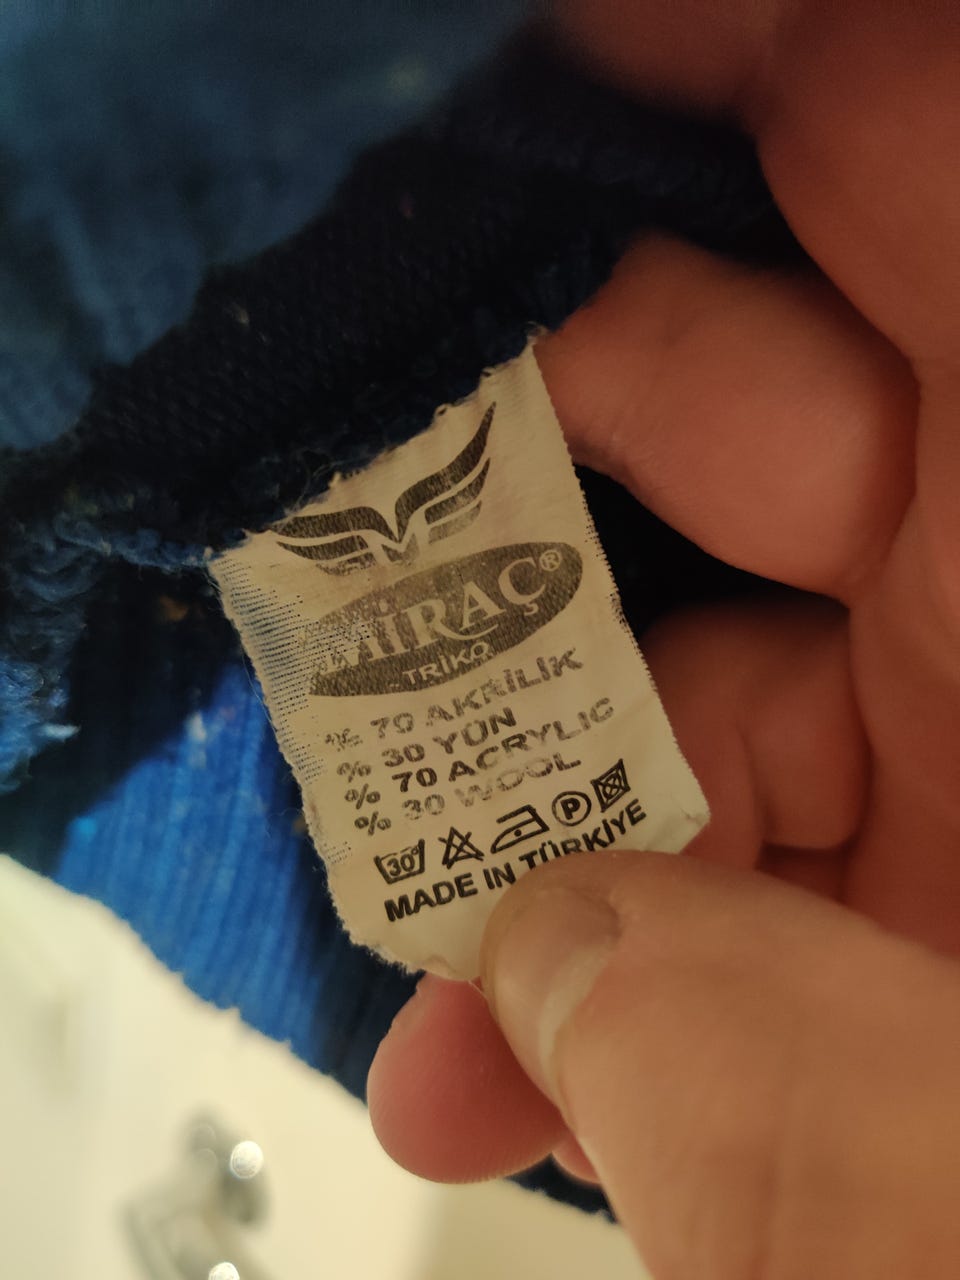 MİRAÇ®
TRİKO
% 70 AKRİLİK
% 30 YÜN
% 70 ACRYLIC
% 30 WOOL
30° P
MADE IN TÜRKİYE